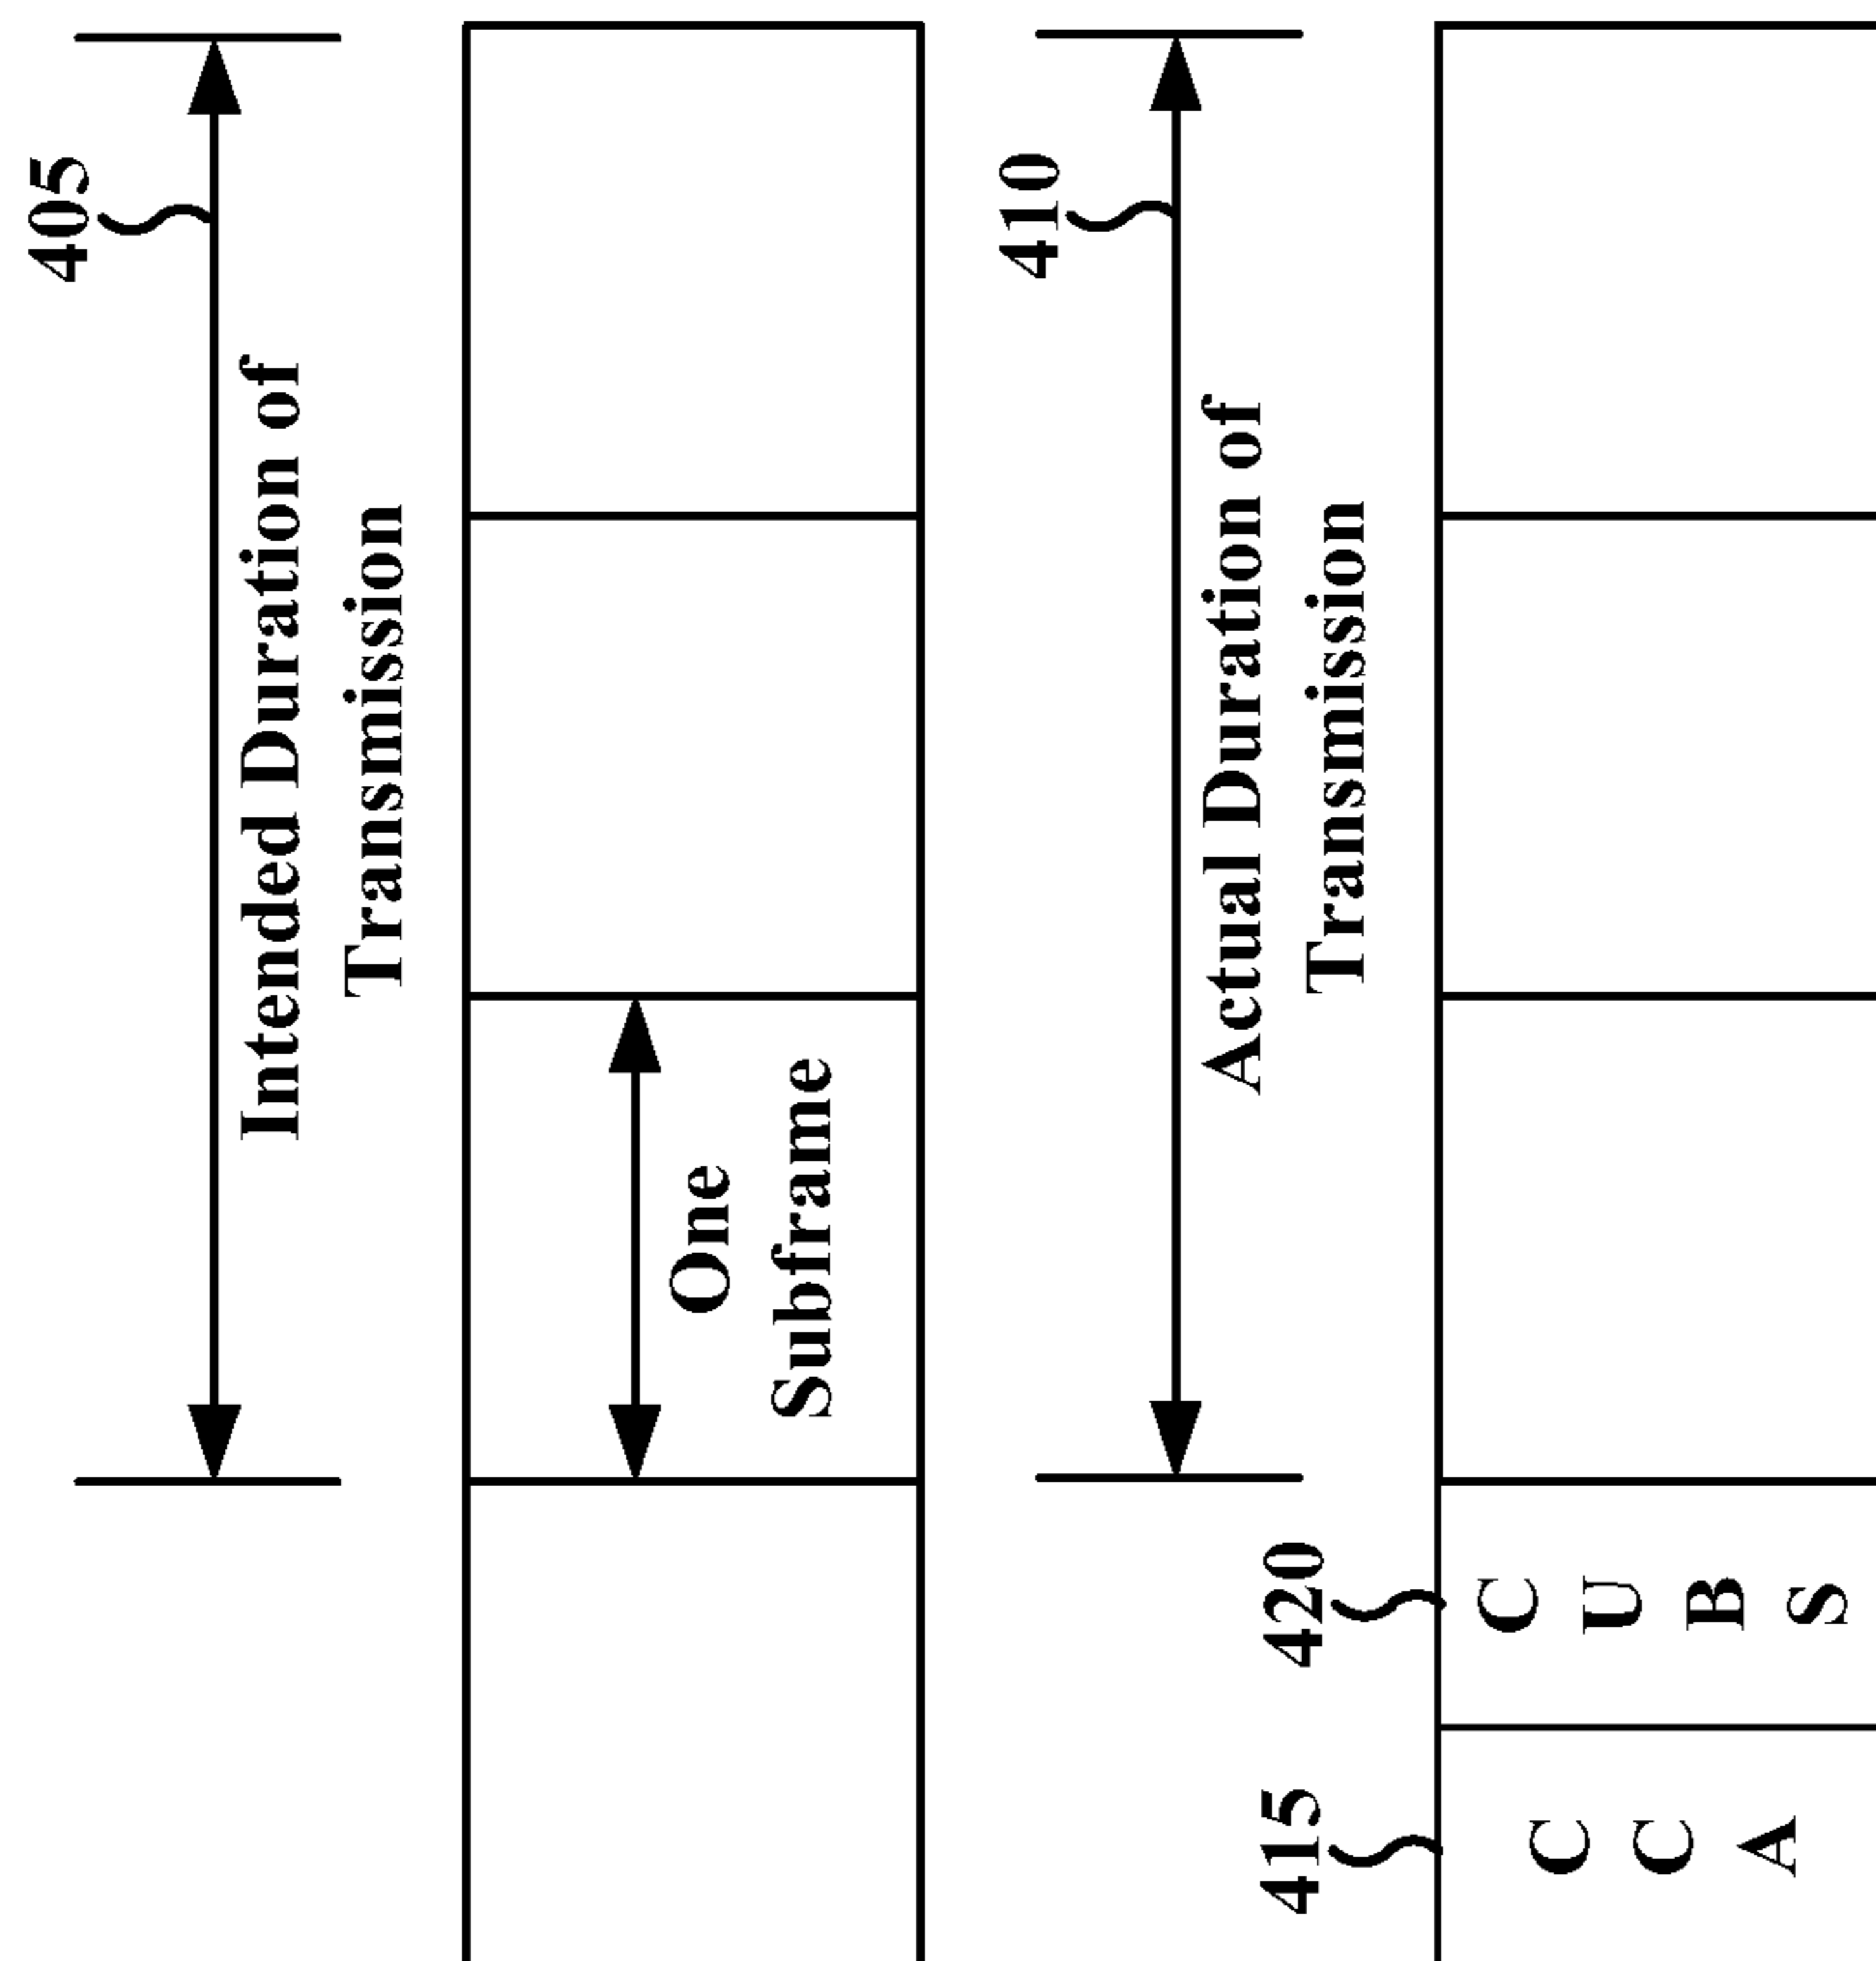 405
Intended Duration of
Transmission
One
Subframe
410
Actual Duration of
Transmission
415
420
C
C
A
C
U
B
S